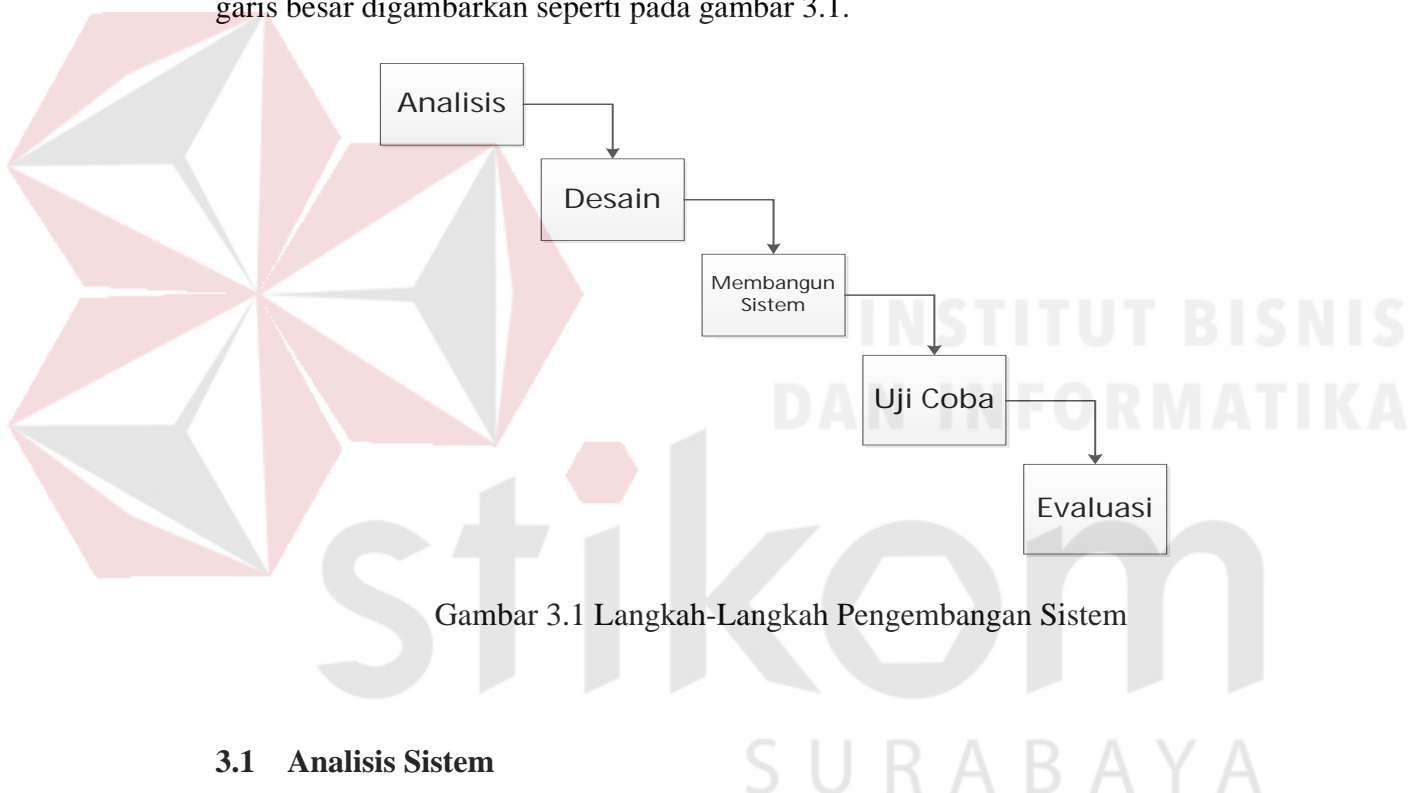 garis besar digambarkan seperti pada gambar 3.1.
Analisis
Desain
Membangun
Sistem
INSTITUT BISNIS
DAN INFORMATIKA
Uji Coba
Evaluasi
stikom
Gambar 3.1 Langkah-Langkah Pengembangan Sistem
3.1 Analisis Sistem
SURABAYA